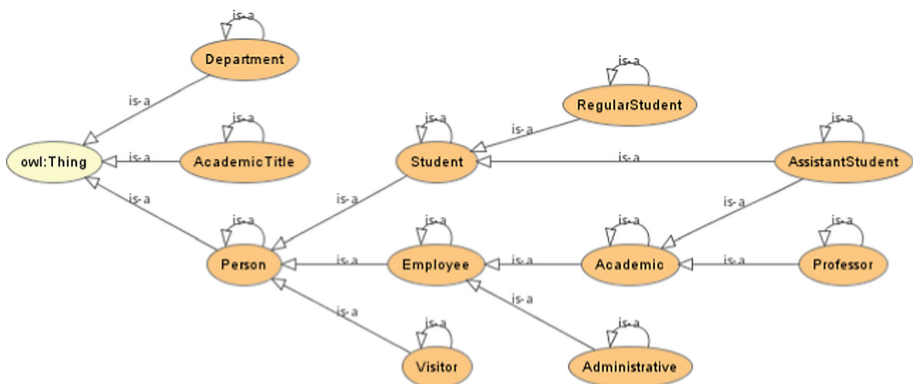 is-a
Department
is-a
is-a
RegularStudent
is-a
is-a
is-a
is-a
is-a
owl:Thing
is-a
AcademicTitle
Student
is-a
AssistantStudent
is-a
is-a
is-a
is-a
is-a
is-a
is-a
Person
is-a
Employee
is-a
Academic
is-a
Professor
is-a
is-a
is-a
is-a
Visitor
Administrative